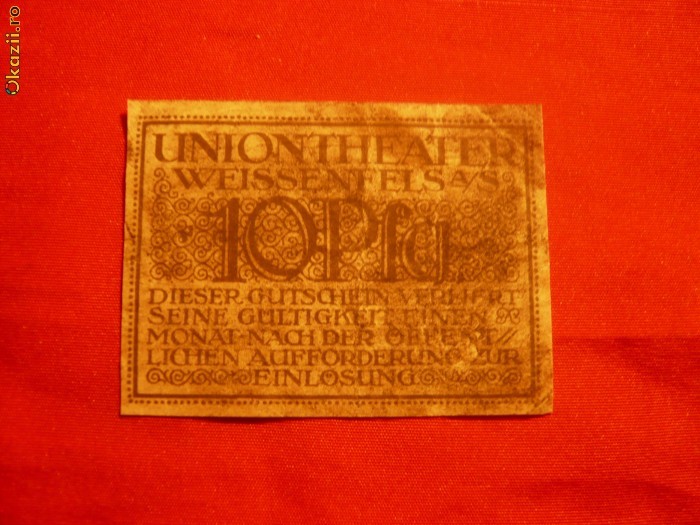 Okazii.ro
UNIONTHEATER
WEISSENFELS A/S
10 Pfg
DIESER GUTSCHEIN VERLIERT
SEINE GÜLTIGKEIT EINEN
MONAT NACH DER ÖFFENT//
LICHEN AUFFORDERUNG ZUR
EINLÖSUNG